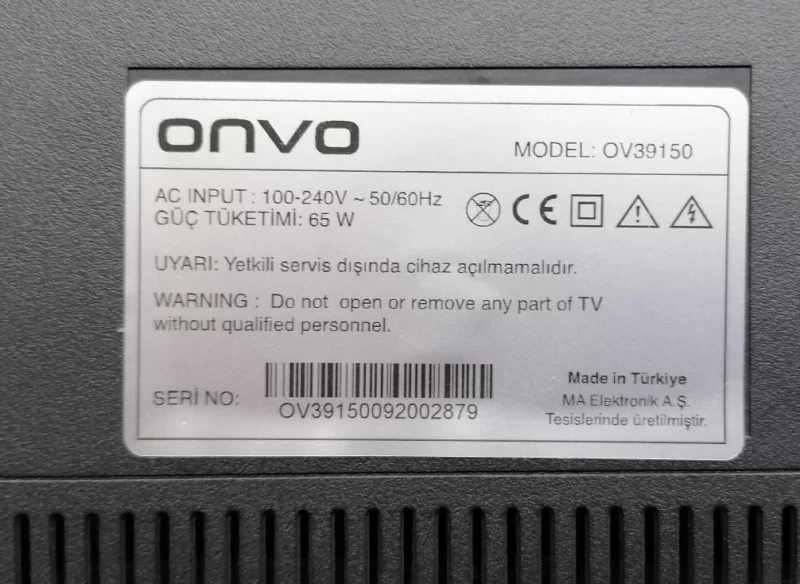 onvo
MODEL: OV39150
AC INPUT : 100-240V ~ 50/60Hz
GÜÇ TÜKETİMİ: 65 W
CE
UYARI: Yetkili servis dışında cihaz açılmamalıdır.
WARNING : Do not open or remove any part of TV
without qualified personnel.
SERİ NO:
OV39150092002879
Made in Türkiye
MA Elektronik A.Ş.
Tesislerinde üretilmiştir.